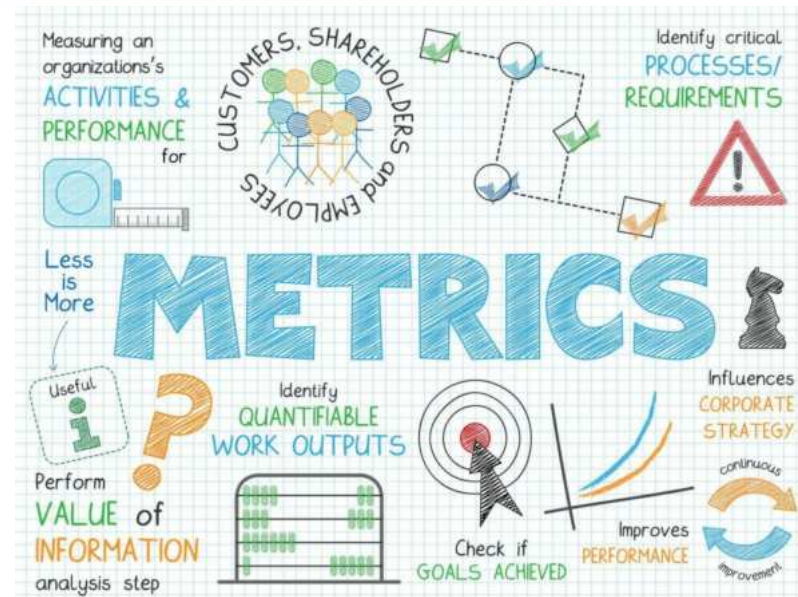 Measuring an
organizations's
ACTIVITIES &
PERFORMANCE
for
CUSTOMERS, SHAREHOLDERS and EMPLOYEES
Identify critical
PROCESSES/
REQUIREMENTS
Less
is
More
METRICS
Useful
i
Perform
VALUE of
INFORMATION
analysis step
?
Identify
QUANTIFIABLE
WORK OUTPUTS
Check if
GOALS ACHIEVED
Improves
PERFORMANCE
Influences
CORPORATE
STRATEGY
continuous
improvement